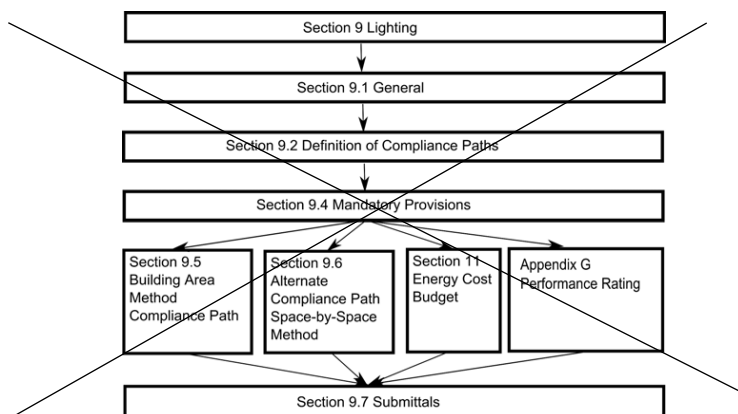 Section 9 Lighting
Section 9.1 General
Section 9.2 Definition of Compliance Paths
Section 9.4 Mandatory Provisions
Section 9.5
Building Area
Method
Compliance Path
Section 9.6
Alternate
Compliance Path
Space-by-Space
Method
Section 11
Energy Cost
Budget
Appendix G
Performance Rating
Section 9.7 Submittals